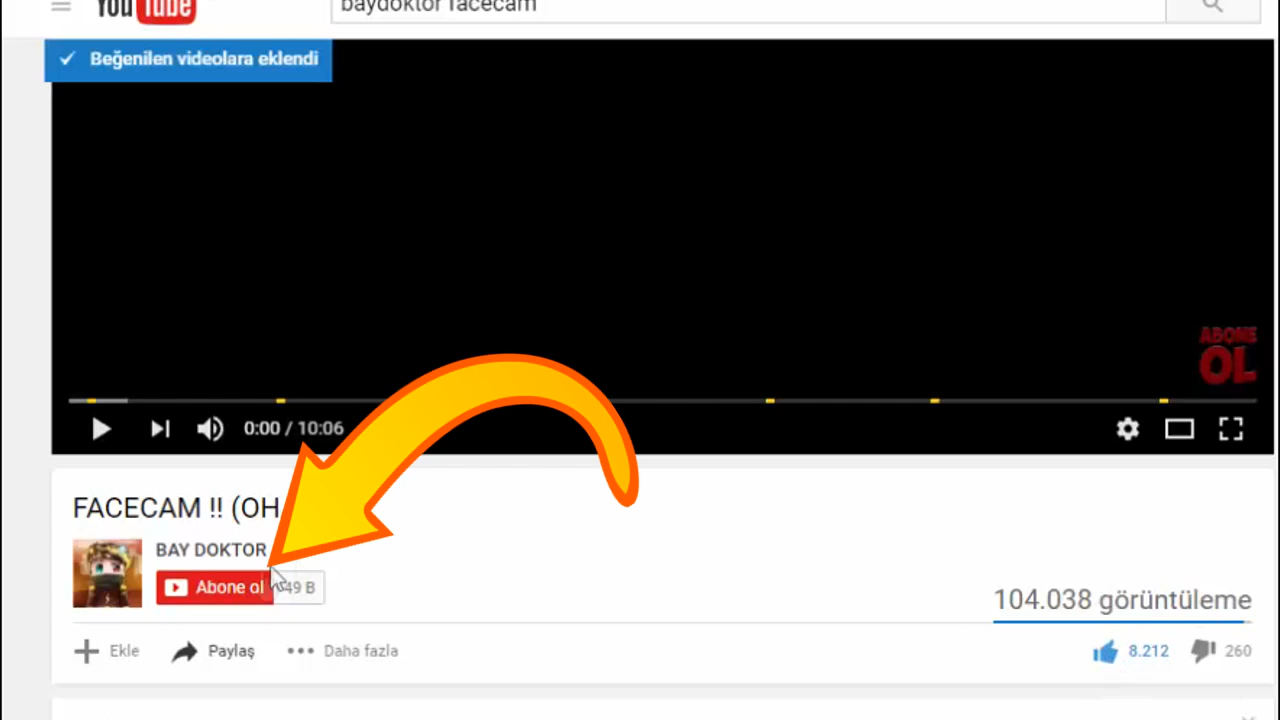 YouTube
baydoktor facecam
Beğenilen videolara eklendi
ABONE
OL
0:00 / 10:06
FACECAM !! (OH
BAY DOKTOR
Abone ol
49 B
104.038 görüntüleme
Ekle
Paylaş
Daha fazla
8.212
260